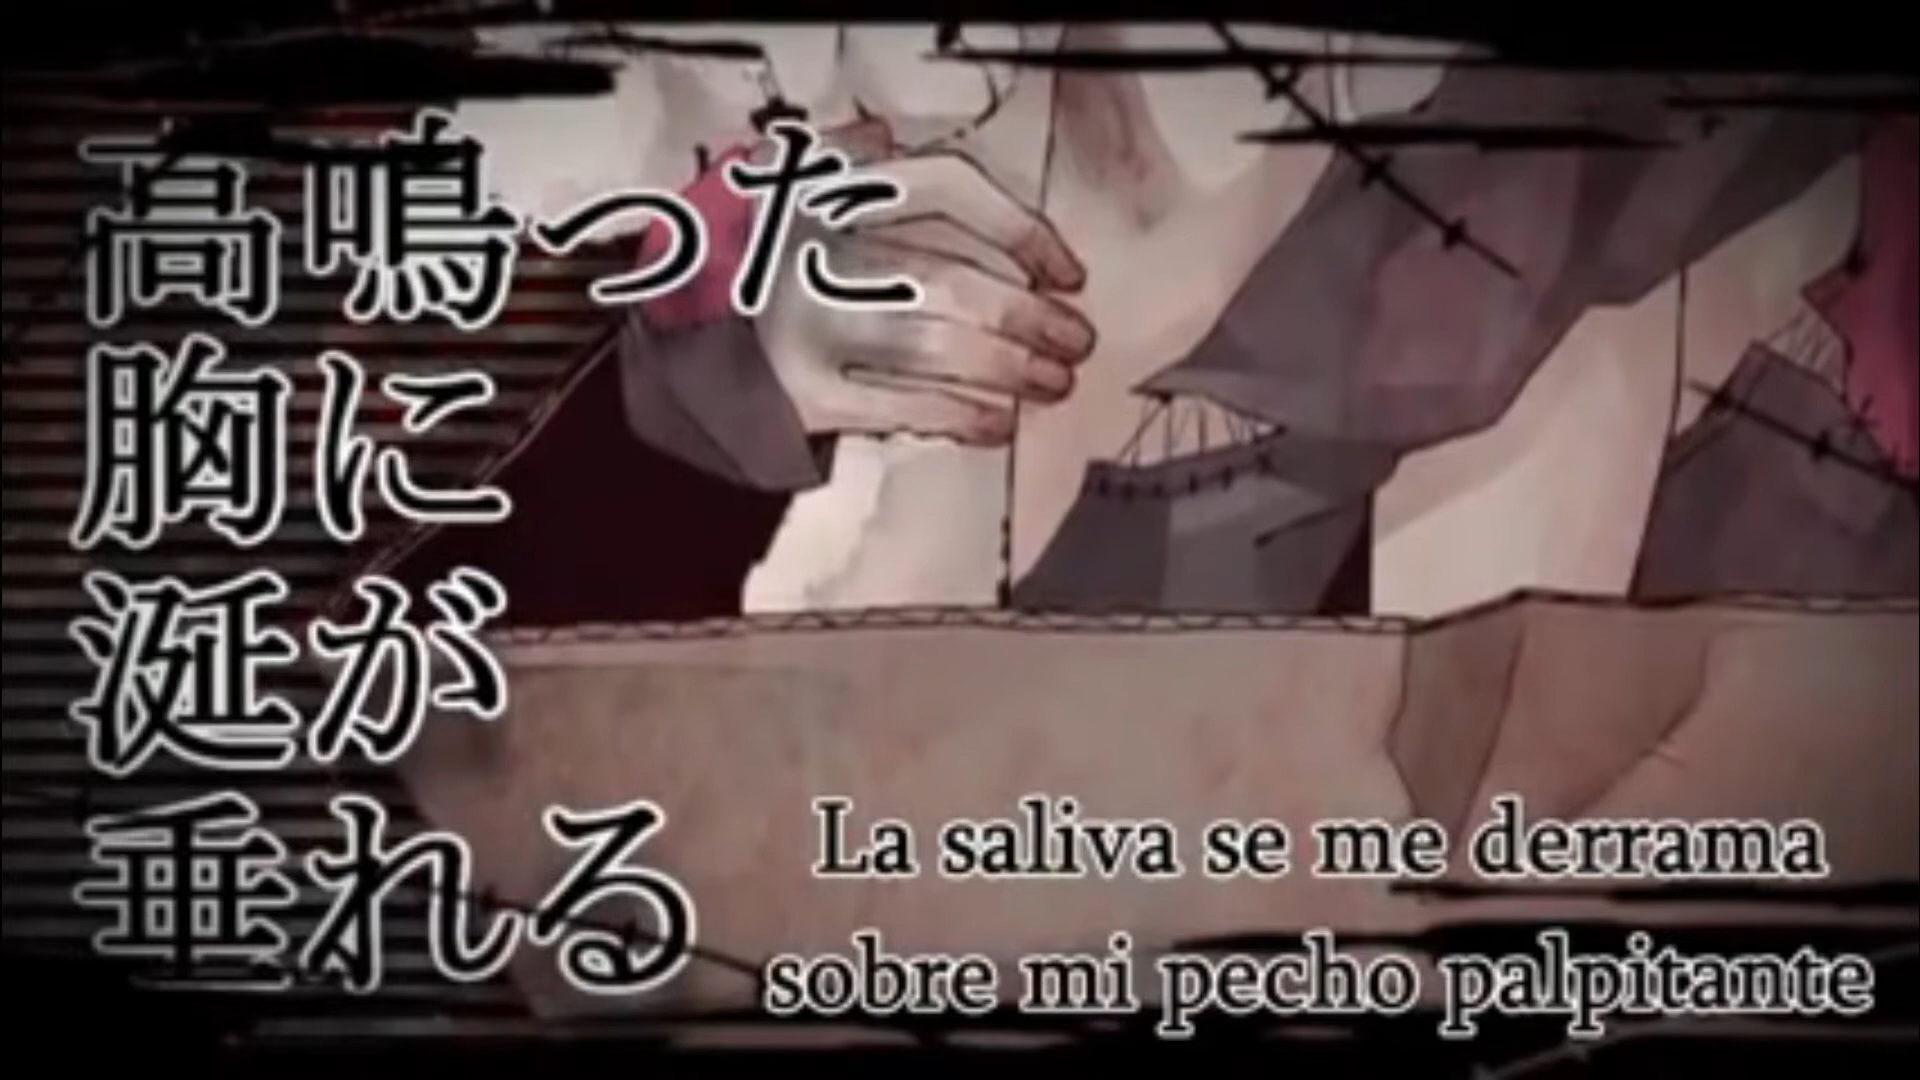 高鳴った
胸に
涎が
垂れる
La saliva se me derrama
sobre mi pecho palpitante